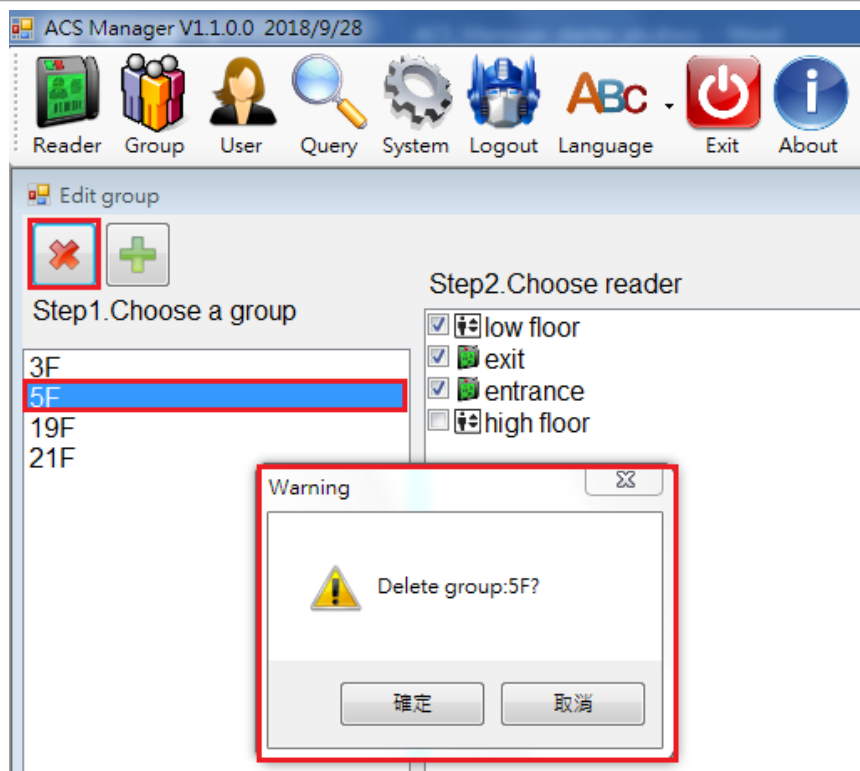 ACS Manager V1.1.0.0 2018/9/28
Reader Group User Query System Logout ABC Language Exit About
Edit group
Step1.Choose a group
3F
5F
19F
21F
Step2.Choose reader
low floor
exit
entrance
high floor
Warning
Delete group:5F?
確定 取消